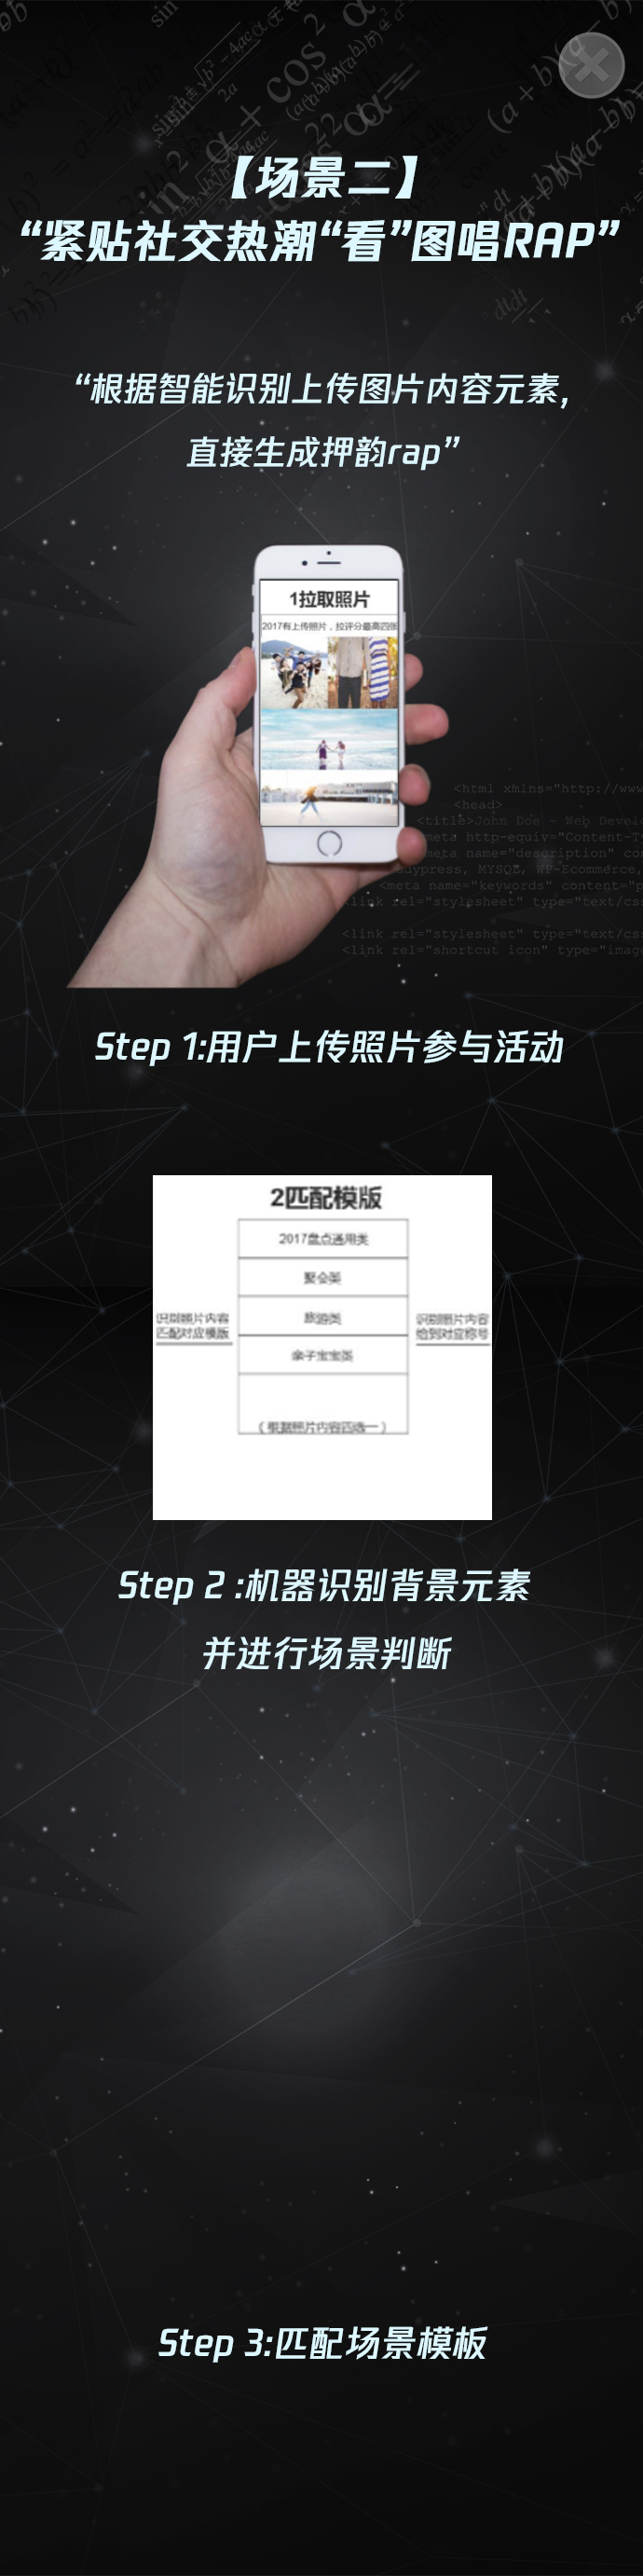 【场景二】
“紧贴社交热潮“看”图唱RAP”
“根据智能识别上传图片内容元素,
直接生成押韵rap”
1拉取照片
2017有上传照片，拉评分最高四张
<html xmlns="http://www
<head>
<title>John Doe - Web Develo
meta http-equiv="Content-T
meta name="description" con
uddypress, MYSQL, WP-Ecommerce,
<meta name="keywords" content="p
link rel="stylesheet" type="text/css
<link rel="stylesheet" type="text/css
<link rel="shortcut icon" type="image
Step 1:用户上传照片参与活动
2匹配模版
2017盘点通用类
聚会类
旅游类
亲子宝宝类
（根据照片内容四选一）
识别照片内容
匹配对应模版
识别照片内容
给到对应称号
Step 2 :机器识别背景元素
并进行场景判断
Step 3:匹配场景模板